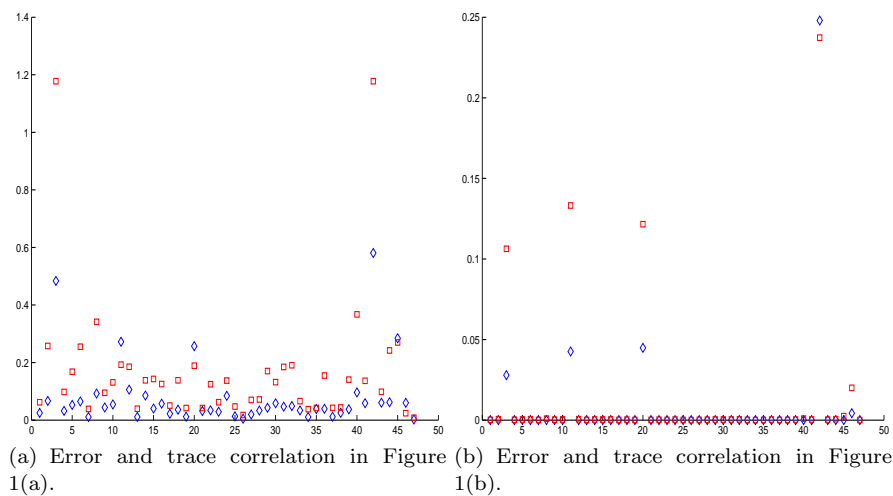 1.4
1.2
1
0.8
0.6
0.4
0.2
0
0 5 10 15 20 25 30 35 40 45 50
0.25
0.2
0.15
0.1
0.05
0
0 5 10 15 20 25 30 35 40 45 50
(a) Error and trace correlation in Figure
1(a).
(b) Error and trace correlation in Figure
1(b).